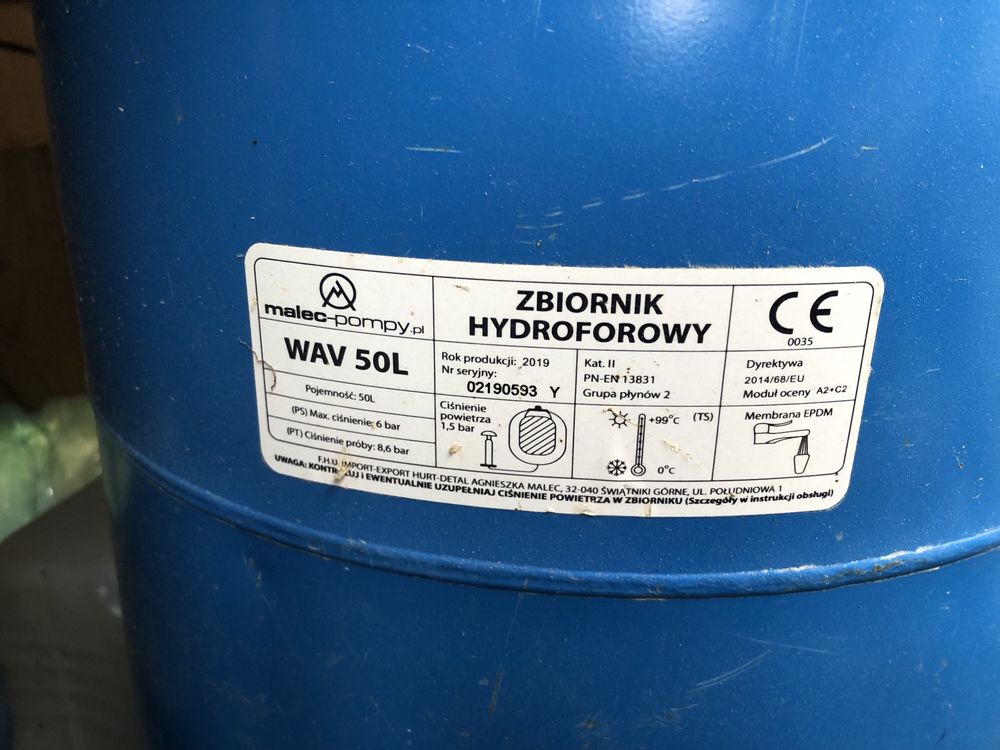 malec-pompy.pl
WAV 50L
Pojemność: 50L
(PS) Max. ciśnienie: 6 bar
(PT) Ciśnienie próby: 8,6 bar
ZBIORNIK
HYDROFOROWY
Rok produkcji: 2019
Nr seryjny:
02190593 Y
Kat. II
PN-EN 13831
Grupa płynów 2
Ciśnienie
powietrza
1,5 bar
+99°c (TS)
0°c
CE
0035
Dyrektywa
2014/68/EU
Moduł oceny A2+C2
Membrana EPDM
F.H.U. IMPORT-EXPORT HURT-DETAL AGNIESZKA MALEC, 32-040 ŚWIĄTNIKI GÓRNE, UL. POŁUDNIOWA 1
UWAGA: KONTROLUJ i EWENTUALNIE UZUPEŁNIAJ CIŚNIENIE POWIETRZA W ZBIORNIKU (Szczegóły w instrukcji obsługi)